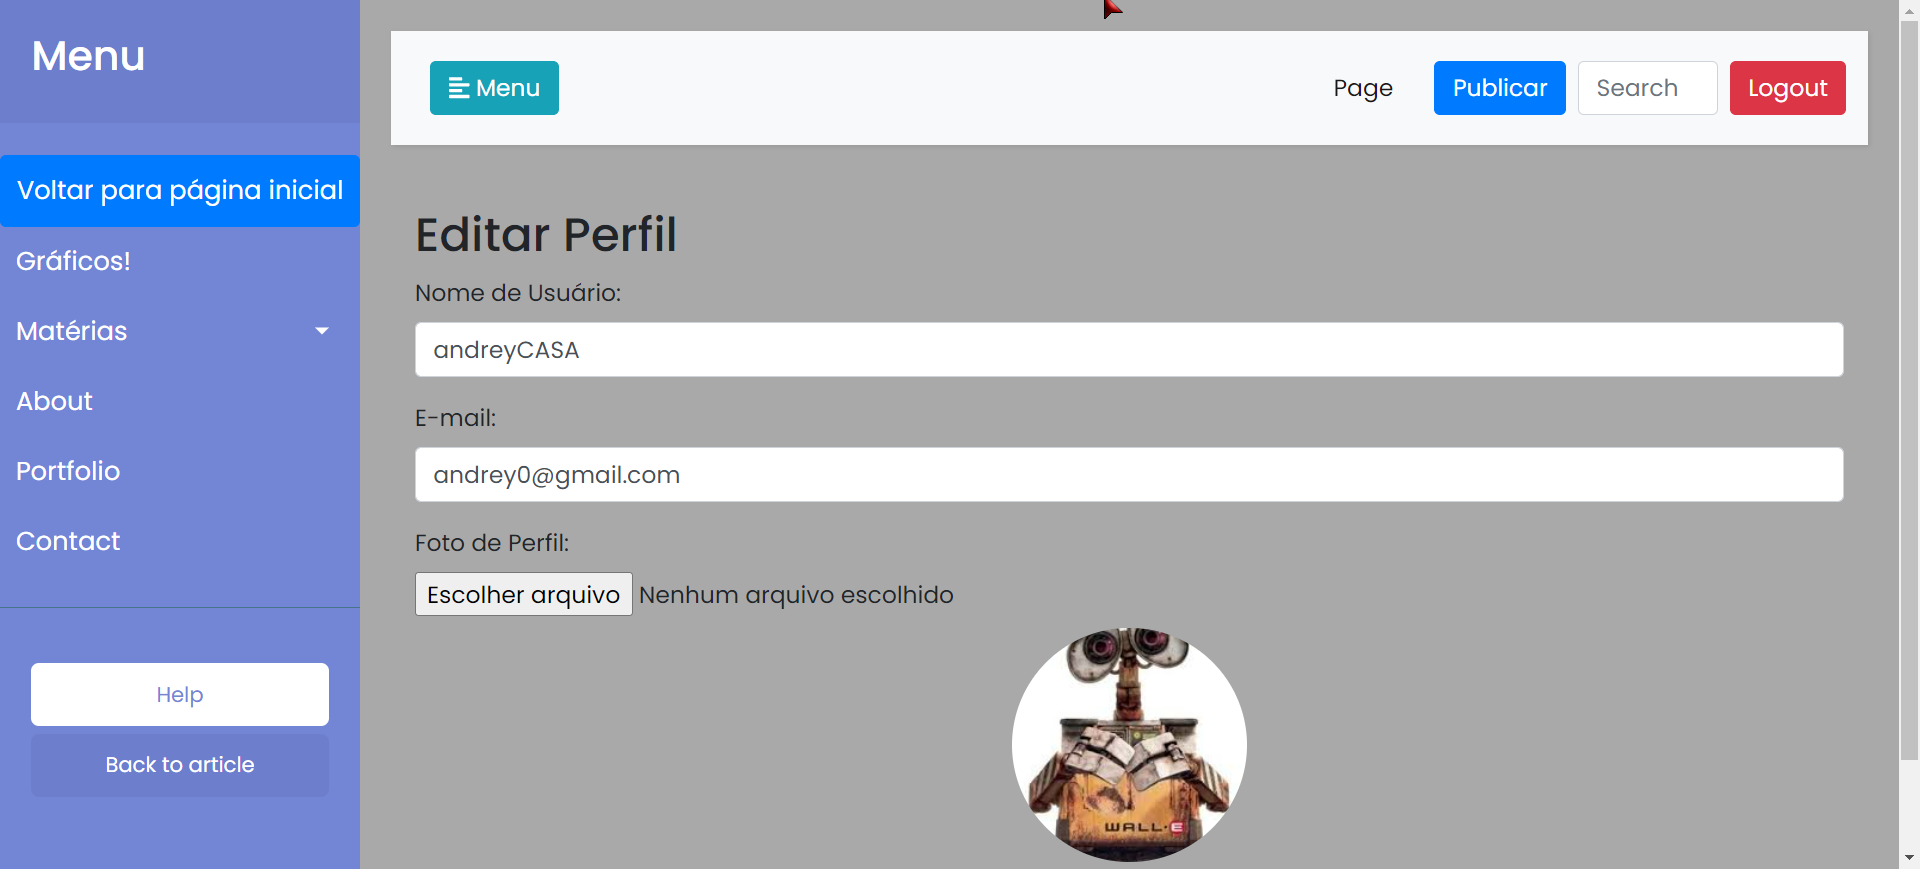 Menu
Voltar para página inicial
Gráficos!
Matérias
About
Portfolio
Contact
Help
Back to article
Menu
Page
Publicar
Search
Logout
Editar Perfil
Nome de Usuário:
andreyCASA
E-mail:
andrey0@gmail.com
Foto de Perfil:
Escolher arquivo Nenhum arquivo escolhido
WALL·E